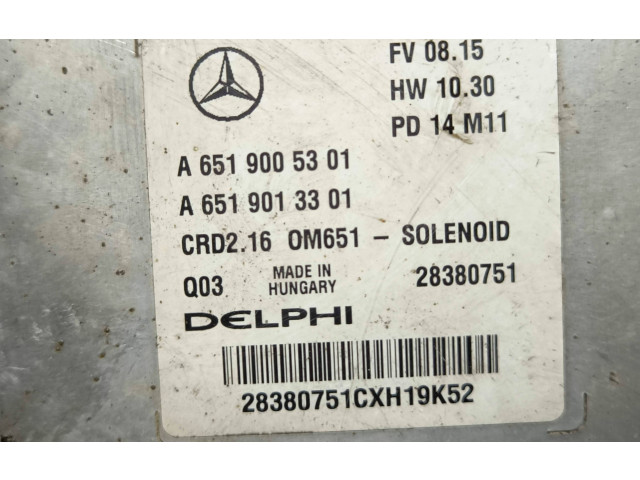 FV 08.15
HW 10.30
PD 14 M11
A 651 900 53 01
A 651 901 33 01
CRD2.16 OM651 - SOLENOID
Q03 MADE IN HUNGARY 28380751
DELPHI
28380751CXH19K52